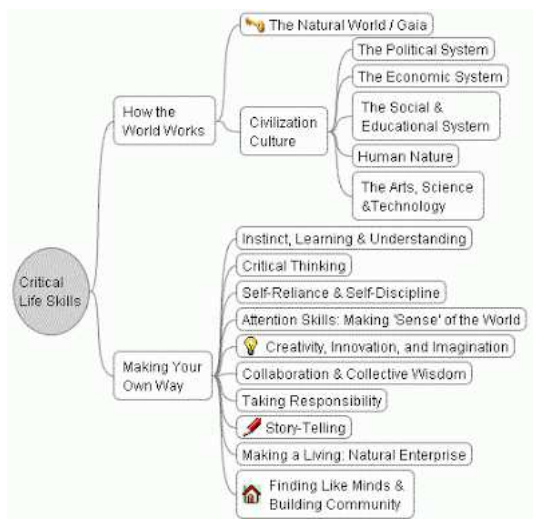 Critical
Life Skills
How the
World Works
The Natural World / Gaia
Civilization
Culture
The Political System
The Economic System
The Social &
Educational System
Human Nature
The Arts, Science
&Technology
Making Your
Own Way
Instinct, Learning & Understanding
Critical Thinking
Self-Reliance & Self-Discipline
Attention Skills: Making 'Sense' of the World
Creativity, Innovation, and Imagination
Collaboration & Collective Wisdom
Taking Responsibility
Story-Telling
Making a Living: Natural Enterprise
Finding Like Minds &
Building Community